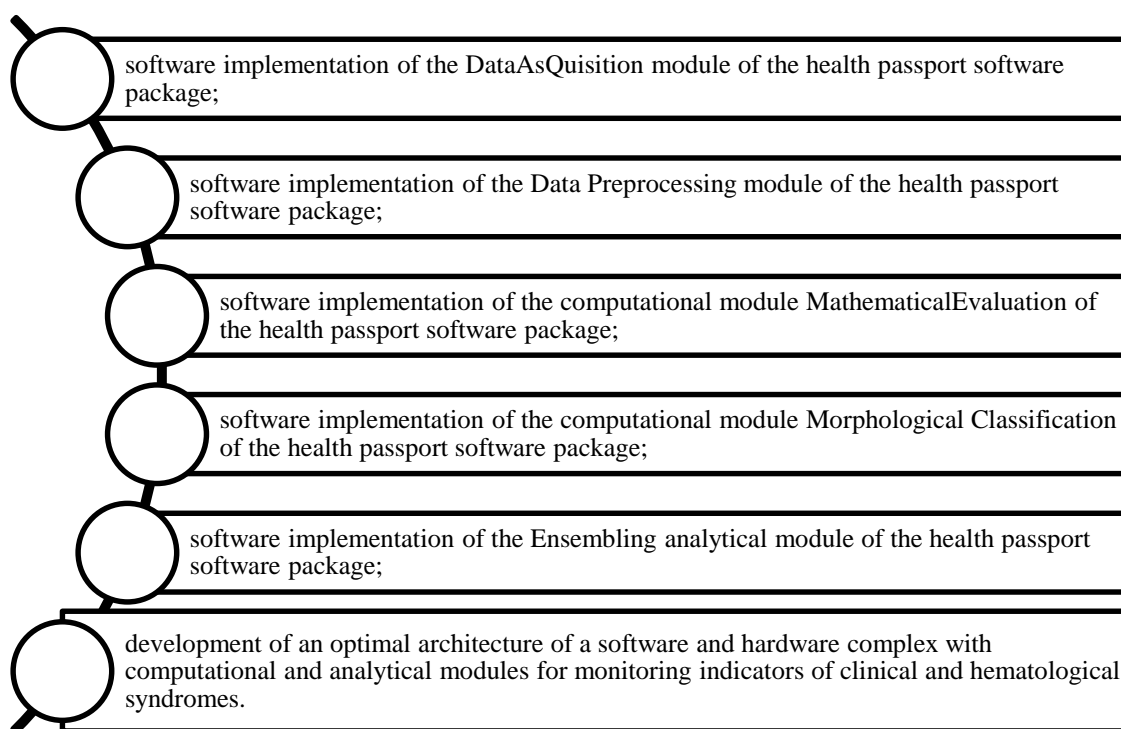 software implementation of the DataAsQuisition module of the health passport software
package;
software implementation of the Data Preprocessing module of the health passport
software package;
software implementation of the computational module MathematicalEvaluation of
the health passport software package;
software implementation of the computational module Morphological Classification
of the health passport software package;
software implementation of the Ensembling analytical module of the health passport
software package;
development of an optimal architecture of a software and hardware complex with
computational and analytical modules for monitoring indicators of clinical and hematological
syndromes.